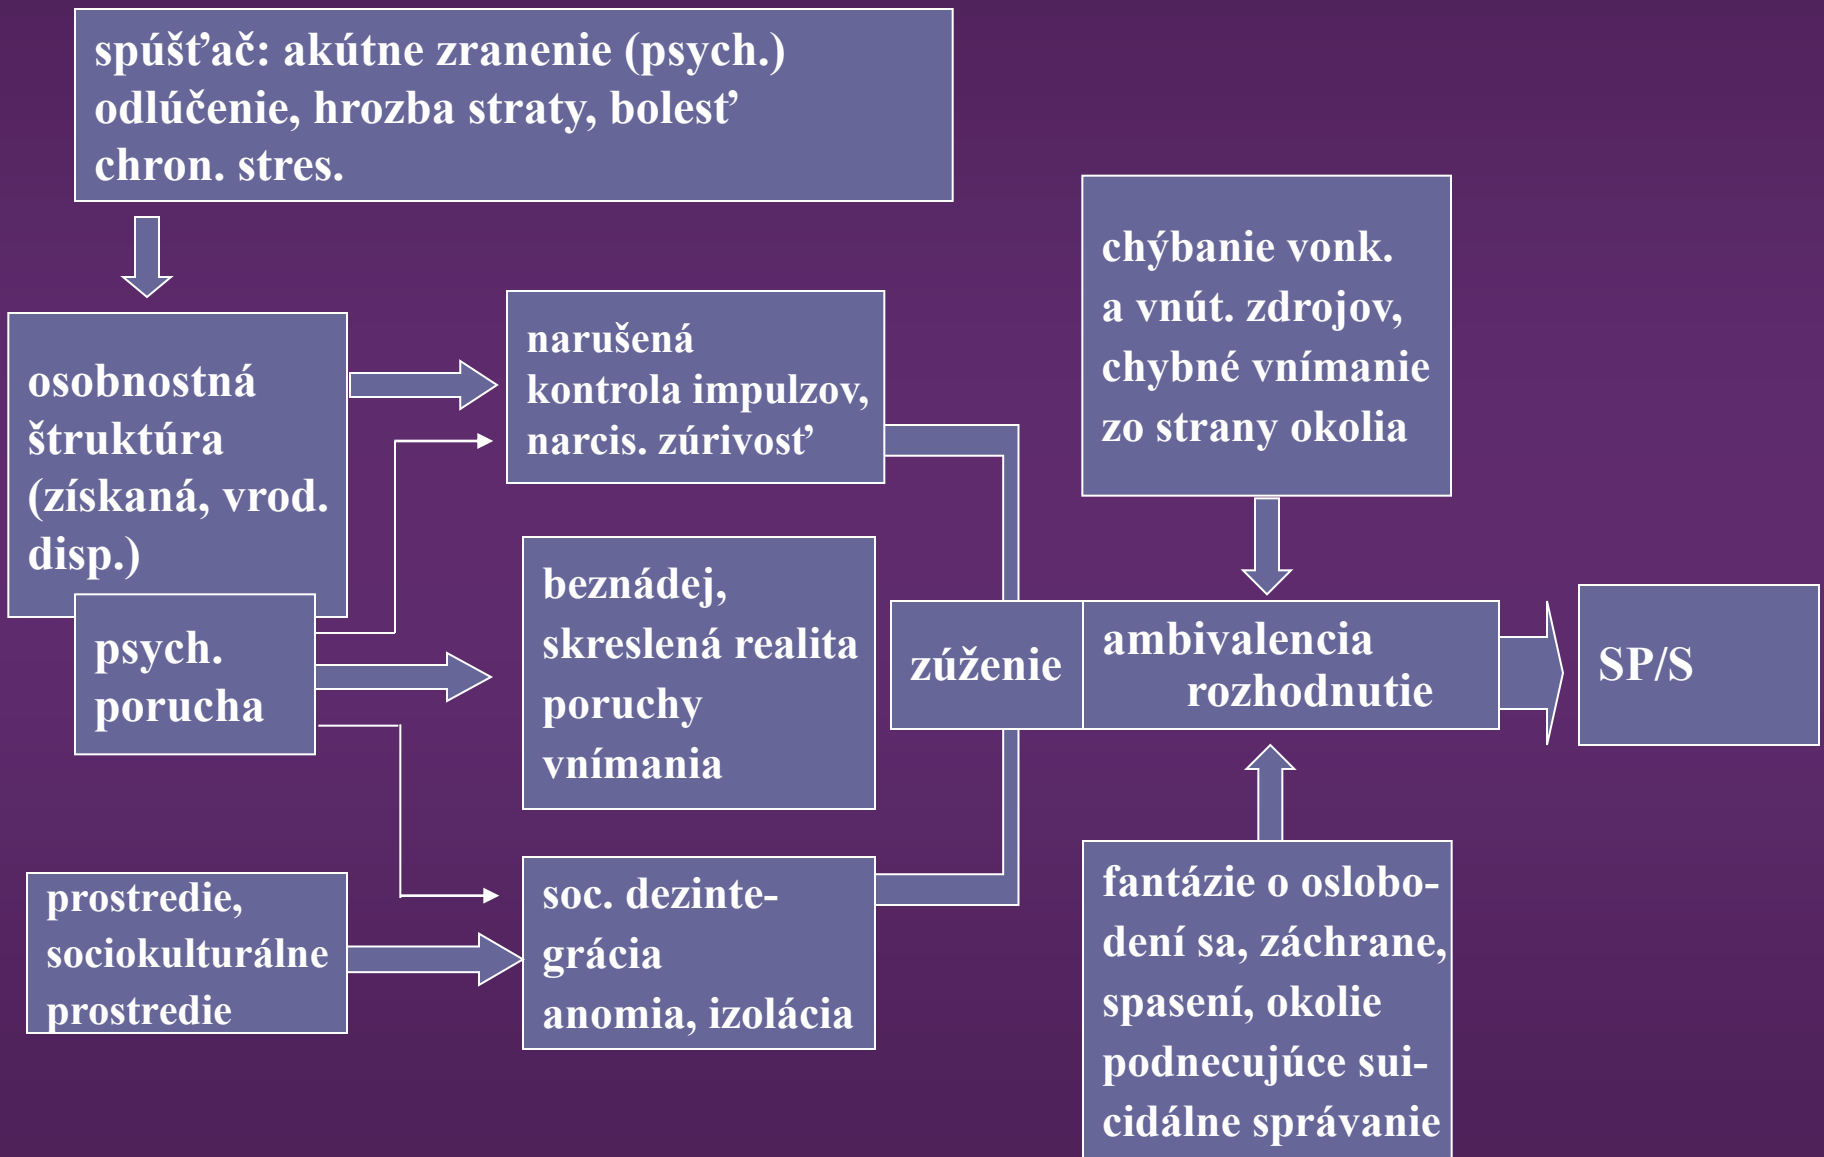 spúšťač: akútne zranenie (psych.)
odlúčenie, hrozba straty, bolesť
chron. stres.
osobnostná
štruktúra
(získaná, vrod.
disp.)
psych.
porucha
prostredie,
sociokulturálne
prostredie
narušená
kontrola impulzov,
narcis. zúrivosť
beznádej,
skreslená realita
poruchy
vnímania
soc. dezinte-
grácia
anomia, izolácia
zúženie
chýbanie vonk.
a vnút. zdrojov,
chybné vnímanie
zo strany okolia
ambivalencia
rozhodnutie
fantázie o oslobo-
dení sa, záchrane,
spasení, okolie
podnecujúce sui-
cidálne správanie
SP/S